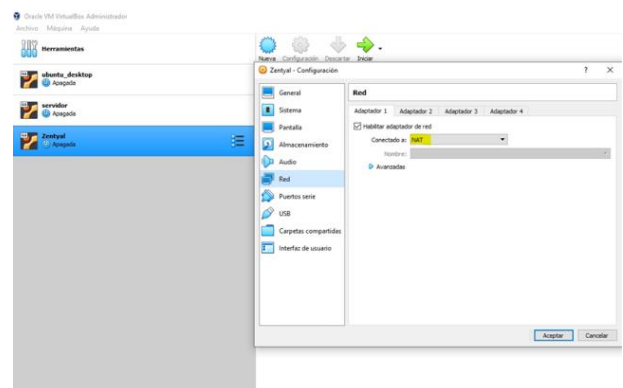 Oracle VM VirtualBox Administrador
Archivo Máquina Ayuda
Herramientas
Nueva Configuración Descartar Iniciar
ubuntu_desktop
Apagada
servidor
Apagada
Zentyal
Apagada
Zentyal - Configuración ? X
General
Sistema
Pantalla
Almacenamiento
Audio
Red
Puertos serie
USB
Carpetas compartidas
Interfaz de usuario
Red
Adaptador 1 Adaptador 2 Adaptador 3 Adaptador 4
Habilitar adaptador de red
Conectado a: NAT
Nombre:
Avanzadas
Aceptar Cancelar